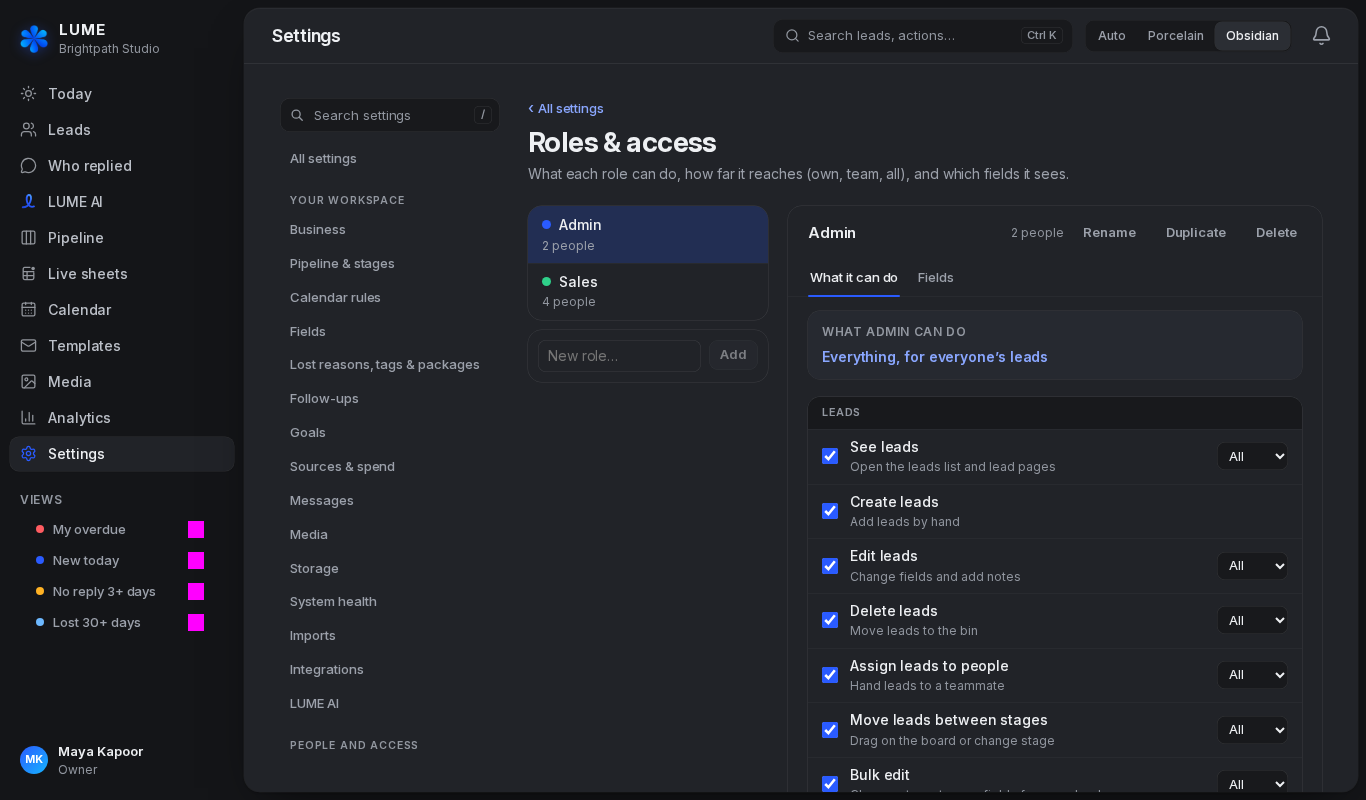 LUME
Brightpath Studio
Today
Leads
Who replied
LUME AI
Pipeline
Live sheets
Calendar
Templates
Media
Analytics
Settings
VIEWS
My overdue
New today
No reply 3+ days
Lost 30+ days
MK
Maya Kapoor
Owner
Settings
Search leads, actions…
Ctrl K
Auto
Porcelain
Obsidian
Search settings
/
All settings
YOUR WORKSPACE
Business
Pipeline & stages
Calendar rules
Fields
Lost reasons, tags & packages
Follow-ups
Goals
Sources & spend
Messages
Media
Storage
System health
Imports
Integrations
LUME AI
PEOPLE AND ACCESS
‹ All settings
Roles & access
What each role can do, how far it reaches (own, team, all), and which fields it sees.
Admin
2 people
Sales
4 people
New role…
Add
Admin
2 people
Rename
Duplicate
Delete
What it can do
Fields
WHAT ADMIN CAN DO
Everything, for everyone’s leads
LEADS
See leads
Open the leads list and lead pages
All
Create leads
Add leads by hand
Edit leads
Change fields and add notes
All
Delete leads
Move leads to the bin
All
Assign leads to people
Hand leads to a teammate
All
Move leads between stages
Drag on the board or change stage
All
Bulk edit
All